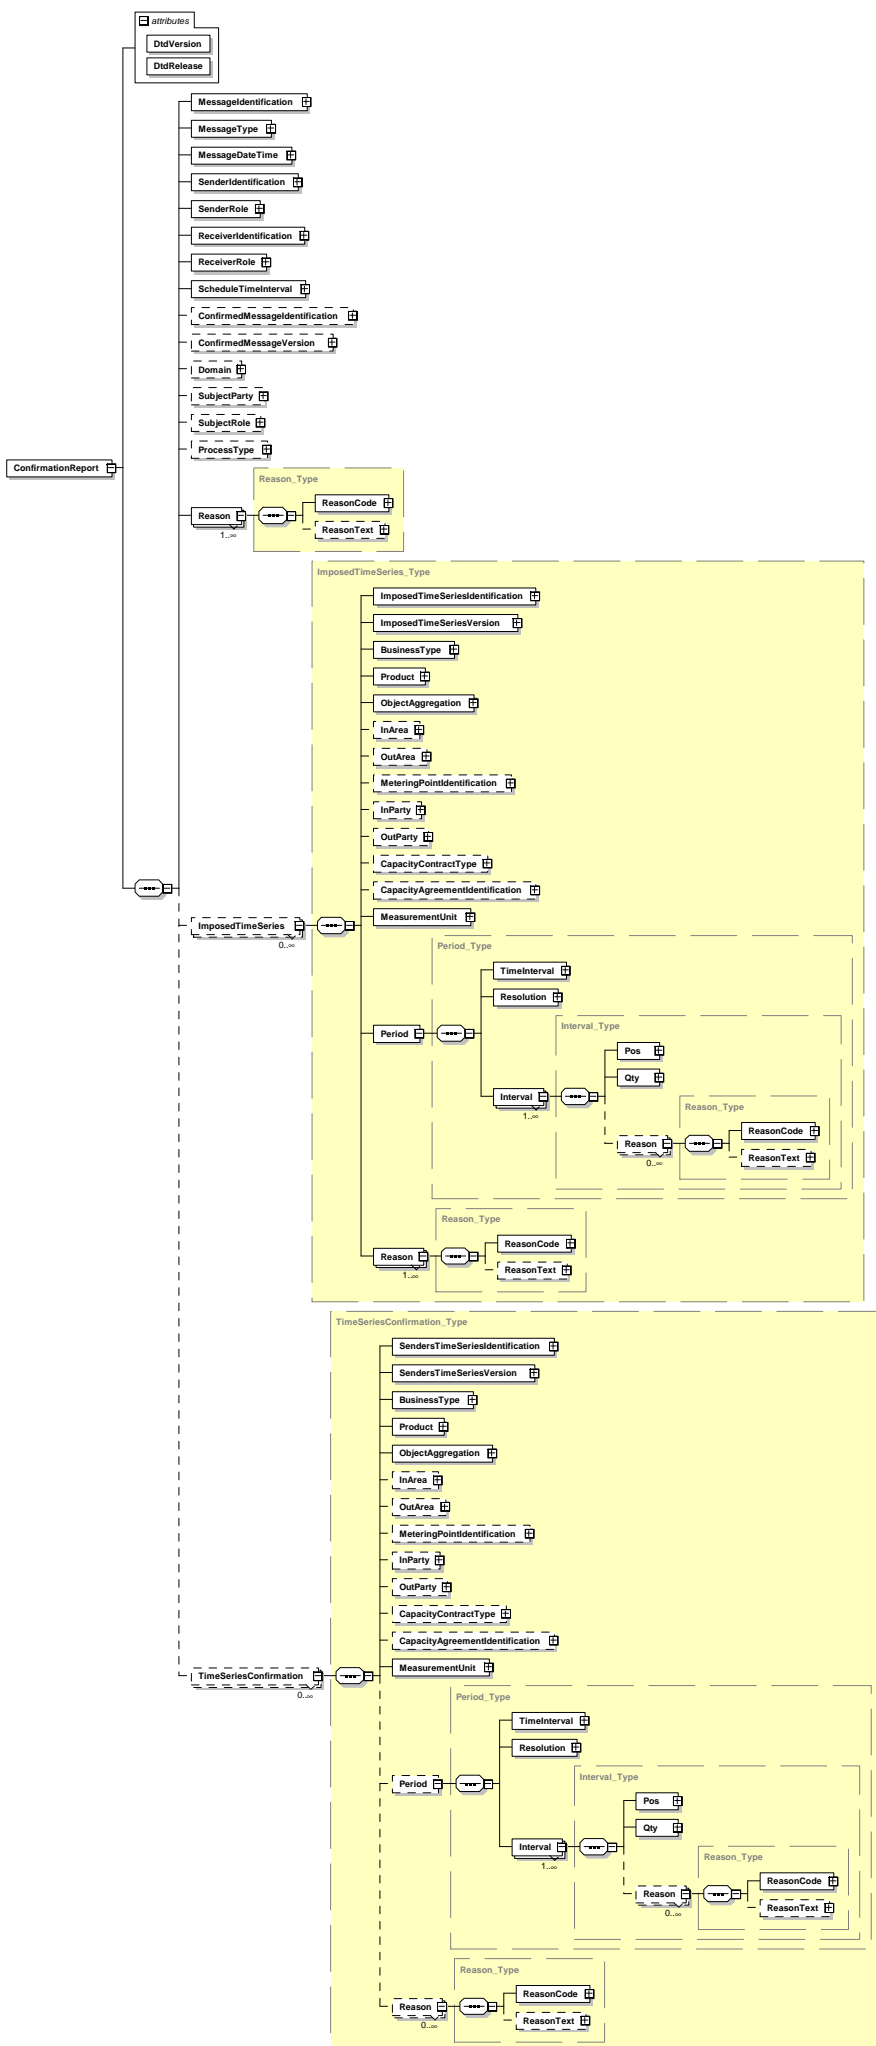 attributes
DtdVersion
DtdRelease
MessageIdentification
MessageType
MessageDateTime
SenderIdentification
SenderRole
ReceiverIdentification
ReceiverRole
ScheduleTimeInterval
ConfirmedMessageIdentification
ConfirmedMessageVersion
Domain
SubjectParty
SubjectRole
ProcessType
ConfirmationReport
Reason_Type
ReasonCode
Reason
ReasonText
1..∞
ImposedTimeSeries_Type
ImposedTimeSeriesIdentification
ImposedTimeSeriesVersion
BusinessType
Product
ObjectAggregation
InArea
OutArea
MeteringPointIdentification
InParty
OutParty
CapacityContractType
CapacityAgreementIdentification
MeasurementUnit
ImposedTimeSeries
0..∞
Period_Type
TimeInterval
Resolution
Interval_Type
Period
Pos
Qty
Interval
1..∞
Reason_Type
ReasonCode
Reason
ReasonText
0..∞
Reason_Type
ReasonCode
Reason
ReasonText
1..∞
TimeSeriesConfirmation_Type
SendersTimeSeriesIdentification
SendersTimeSeriesVersion
BusinessType
Product
ObjectAggregation
InArea
OutArea
MeteringPointIdentification
InParty
OutParty
CapacityContractType
CapacityAgreementIdentification
MeasurementUnit
TimeSeriesConfirmation
0..∞
Period_Type
TimeInterval
Resolution
Interval_Type
Period
Pos
Qty
Interval
1..∞
Reason_Type
ReasonCode
Reason
ReasonText
0..∞
Reason_Type
ReasonCode
Reason
ReasonText
0..∞